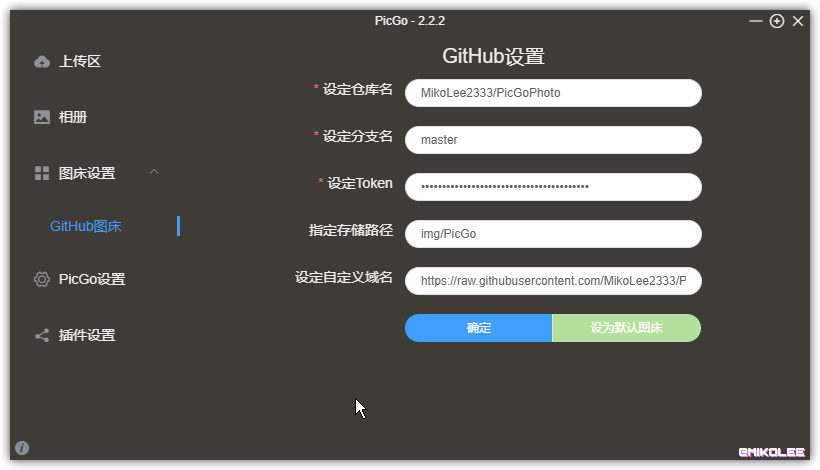 PicGo - 2.2.2
上传区
相册
图床设置
GitHub图床
PicGo设置
插件设置
GitHub设置
* 设定仓库名 MikoLee2333/PicGoPhoto
* 设定分支名 master
* 设定Token ••••••••••••••••••••••••••••••••••••••••
指定存储路径 img/PicGo
设定自定义域名 https://raw.githubusercontent.com/MikoLee2333/P
确定 设为默认图床
@MIKOLEE